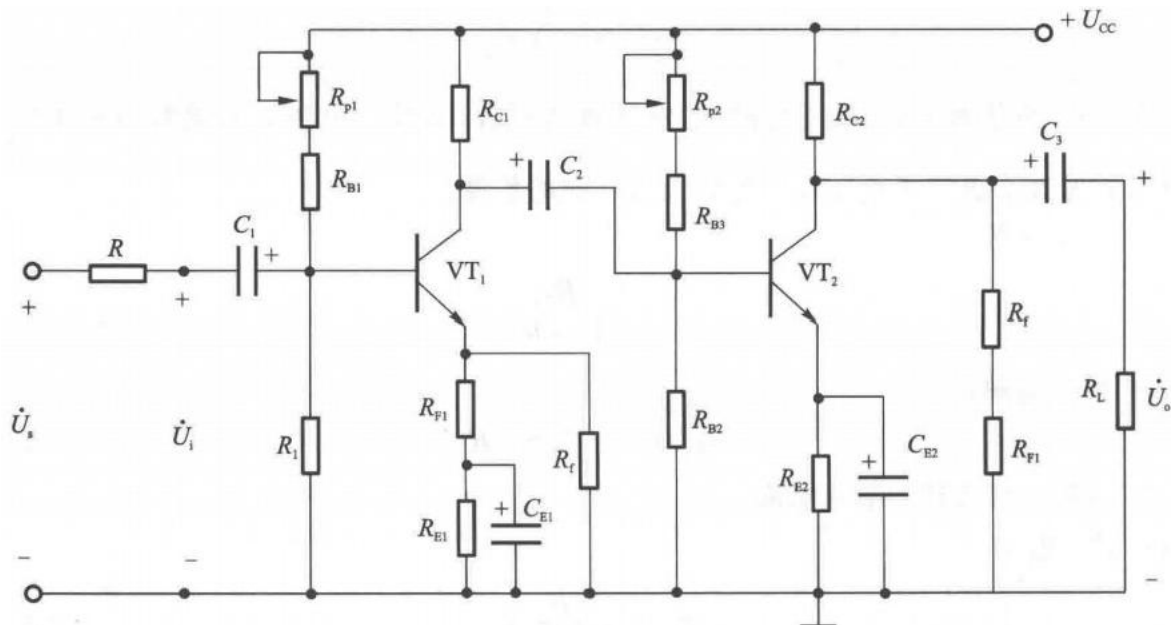 + U_CC
R_p1
R_C1
R_p2
R_C2
C_3
+
+
+
C_2
R_B1
R_B3
C_1
R
+
VT_1
VT_2
+
+
R_f
R_F1
R_L
U̇_o
U̇_s
U̇_i
R_1
R_f
R_B2
+
C_E2
R_E2
R_F1
R_E1
+
C_E1
−
−
−